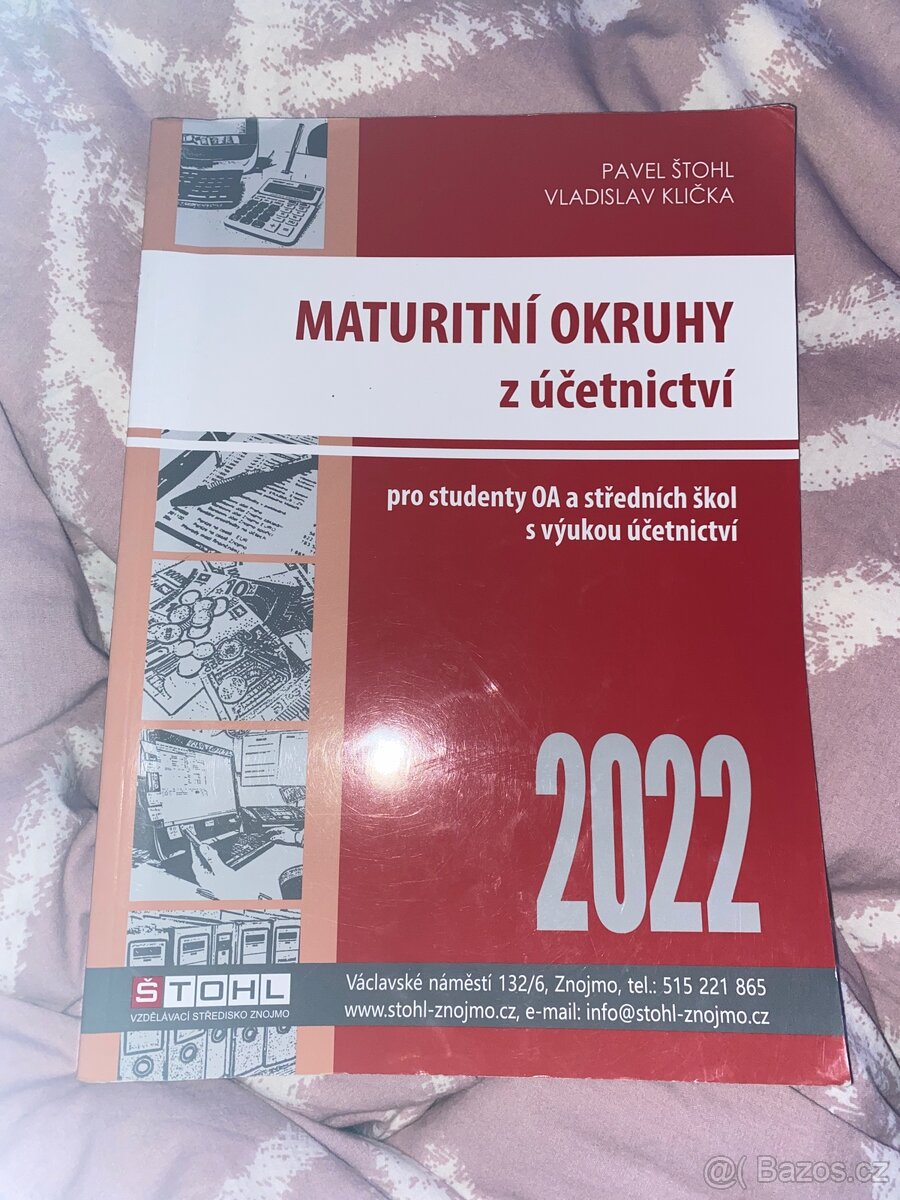 PAVEL ŠTOHL
VLADISLAV KLIČKA
MATURITNÍ OKRUHY
z účetnictví
pro studenty OA a středních škol
s výukou účetnictví
2022
ŠTOHL
VZDĚLÁVACÍ STŘEDISKO ZNOJMO
Václavské náměstí 132/6, Znojmo, tel.: 515 221 865
www.stohl-znojmo.cz, e-mail: info@stohl-znojmo.cz
@( Bazos.cz